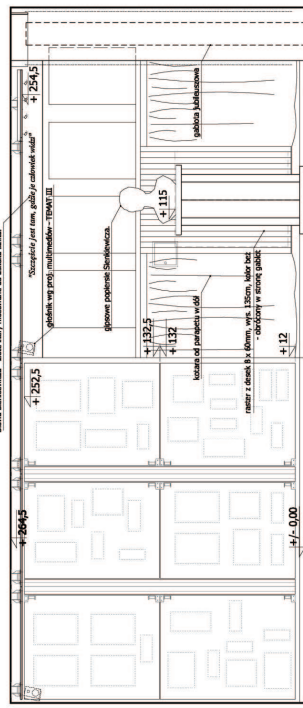 + 254,5
"Szczęście jest tam, gdzie je człowiek widzi"
głośnik wg proj. multimediów - TEMAT III
gipsowe popiersie Sienkiewicza.
gablota jubileuszowa
+ 264,5
+ 252,5
+ 115
+ 132,5
+ 132
kotara od parapetu w dół
raster z desek 8 x 60mm, wys. 135cm, kolor beż
- obrócony w stronę gablot
+ 12
+/- 0,00